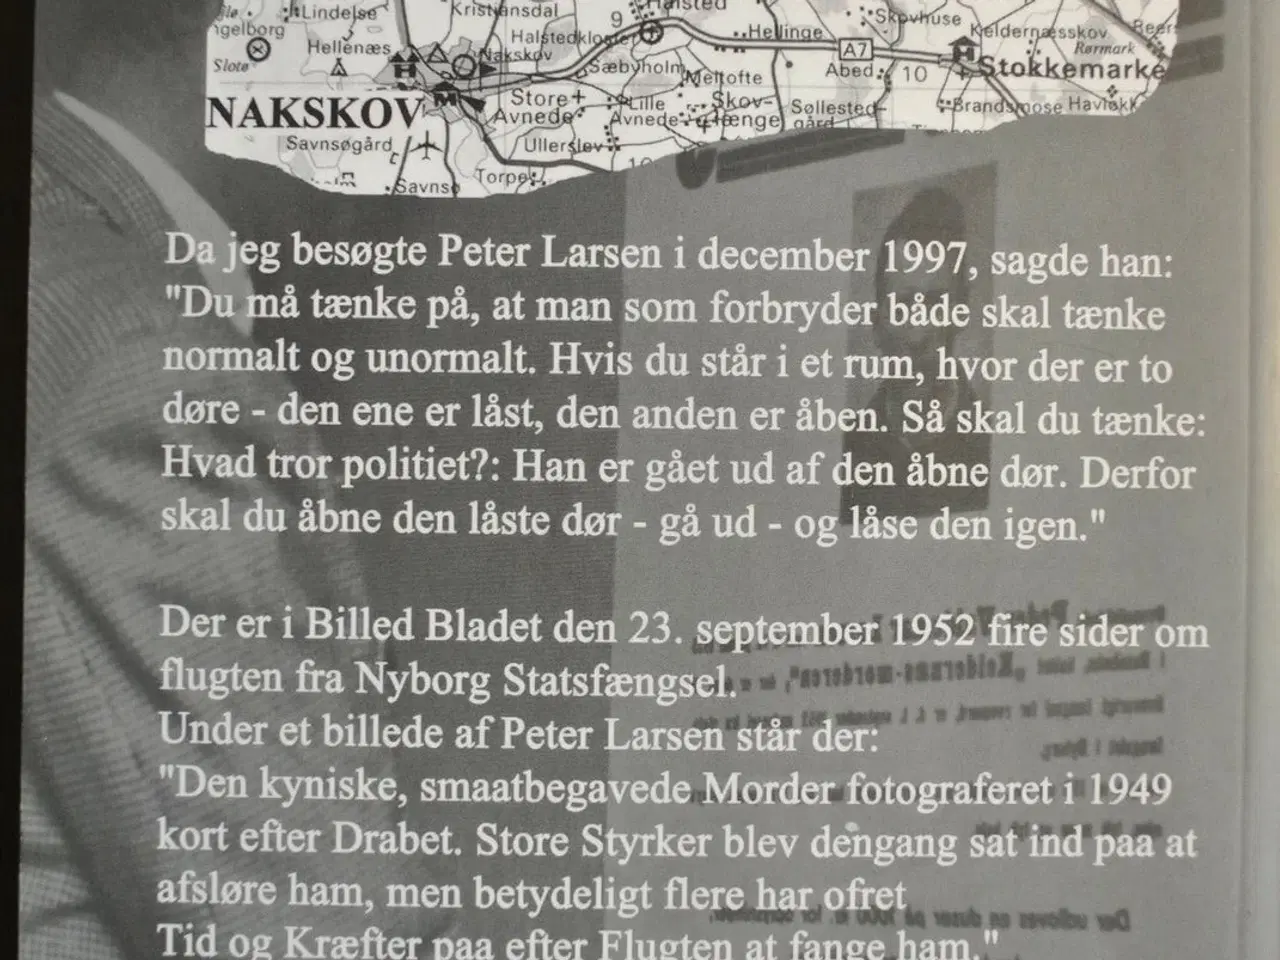 Lindelse
Kristiansdal
9
Halsted
Skovhuse
Hellenæs
Halstedkloster
Hellinge
Keldernæsskov
Rørmark
Slote
Nakskov
Sæbyholm
Meltofte
A7
Abed
10
Stokkemarke
NAKSKOV
Store
Avnede
Lille
Avnede
Skov-
Hænge
Søllested-
gård
Brandsmose
Savnsøgård
Ullerslev
Torpe
Savnsø
Da jeg besøgte Peter Larsen i december 1997, sagde han:
"Du må tænke på, at man som forbryder både skal tænke
normalt og unormalt. Hvis du står i et rum, hvor der er to
døre - den ene er låst, den anden er åben. Så skal du tænke:
Hvad tror politiet?: Han er gået ud af den åbne dør. Derfor
skal du åbne den låste dør - gå ud - og låse den igen."
Der er i Billed Bladet den 23. september 1952 fire sider om
flugten fra Nyborg Statsfængsel.
Under et billede af Peter Larsen står der:
"Den kyniske, smaatbegavede Morder fotograferet i 1949
kort efter Drabet. Store Styrker blev dengang sat ind paa at
afsløre ham, men betydeligt flere har ofret
Tid og Kræfter paa efter Flugten at fange ham."